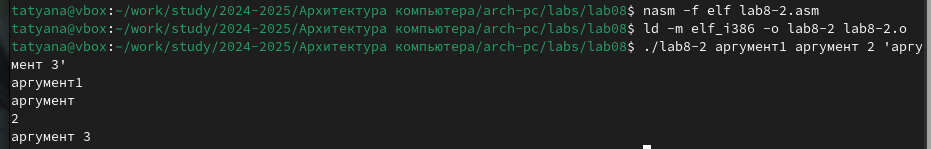 tatyana@vbox:~/work/study/2024-2025/Архитектура компьютера/arch-pc/labs/lab08$ nasm -f elf lab8-2.asm
tatyana@vbox:~/work/study/2024-2025/Архитектура компьютера/arch-pc/labs/lab08$ ld -m elf_i386 -o lab8-2 lab8-2.o
tatyana@vbox:~/work/study/2024-2025/Архитектура компьютера/arch-pc/labs/lab08$ ./lab8-2 аргумент1 аргумент 2 'аргу
мент 3'
аргумент1
аргумент
2
аргумент 3